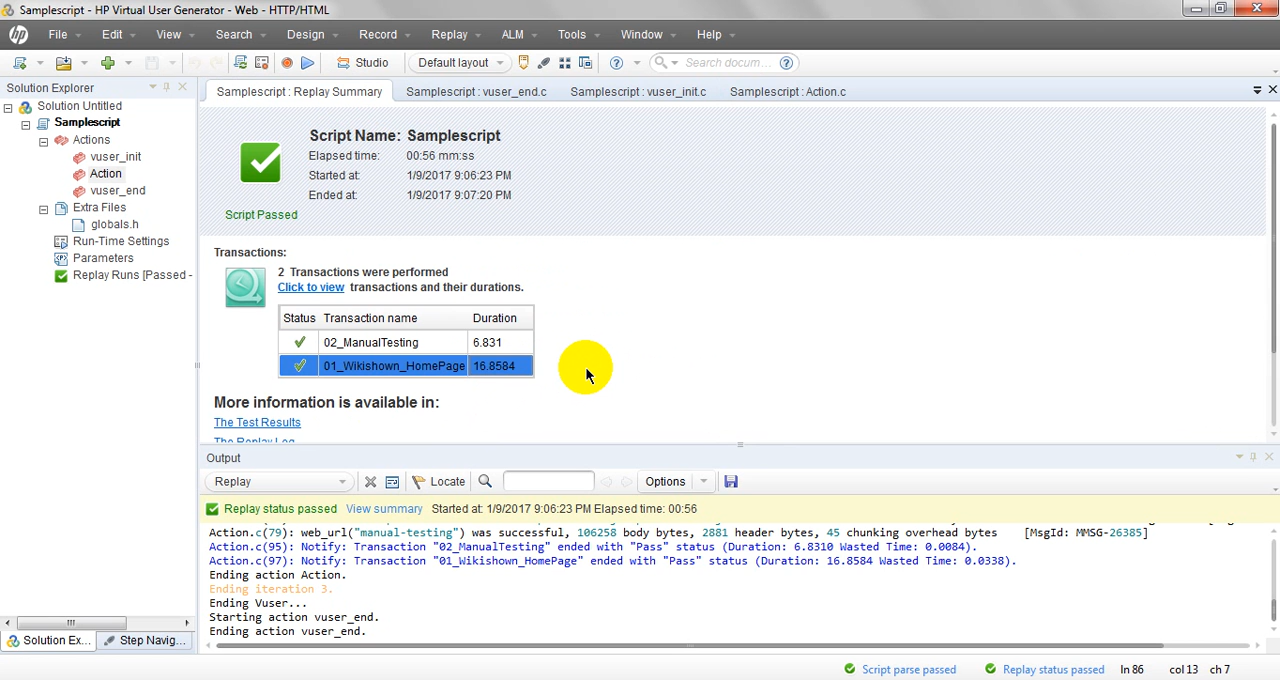 Samplescript - HP Virtual User Generator - Web - HTTP/HTML
hp File Edit View Search Design Record Replay ALM Tools Window Help
Studio Default layout Search docum...
Solution Explorer
Solution Untitled
Samplescript
Actions
vuser_init
Action
vuser_end
Extra Files
globals.h
Run-Time Settings
Parameters
Replay Runs [Passed -
Solution Ex... Step Navig...
Samplescript : Replay Summary Samplescript : vuser_end.c Samplescript : vuser_init.c Samplescript : Action.c
Script Name: Samplescript
Elapsed time: 00:56 mm:ss
Started at: 1/9/2017 9:06:23 PM
Ended at: 1/9/2017 9:07:20 PM
Script Passed
Transactions:
2 Transactions were performed
Click to view transactions and their durations.
Status Transaction name Duration
02_ManualTesting 6.831
01_Wikishown_HomePage 16.8584
More information is available in:
The Test Results
The Replay Log
Output
Replay Locate Options
Replay status passed View summary Started at: 1/9/2017 9:06:23 PM Elapsed time: 00:56
Action.c(79): web_url("manual-testing") was successful, 106258 body bytes, 2881 header bytes, 45 chunking overhead bytes [MsgId: MMSG-26385]
Action.c(95): Notify: Transaction "02_ManualTesting" ended with "Pass" status (Duration: 6.8310 Wasted Time: 0.0084).
Action.c(97): Notify: Transaction "01_Wikishown_HomePage" ended with "Pass" status (Duration: 16.8584 Wasted Time: 0.0338).
Ending action Action.
Ending iteration 3.
Ending Vuser...
Starting action vuser_end.
Ending action vuser_end.
Script parse passed Replay status passed ln 86 col 13 ch 7